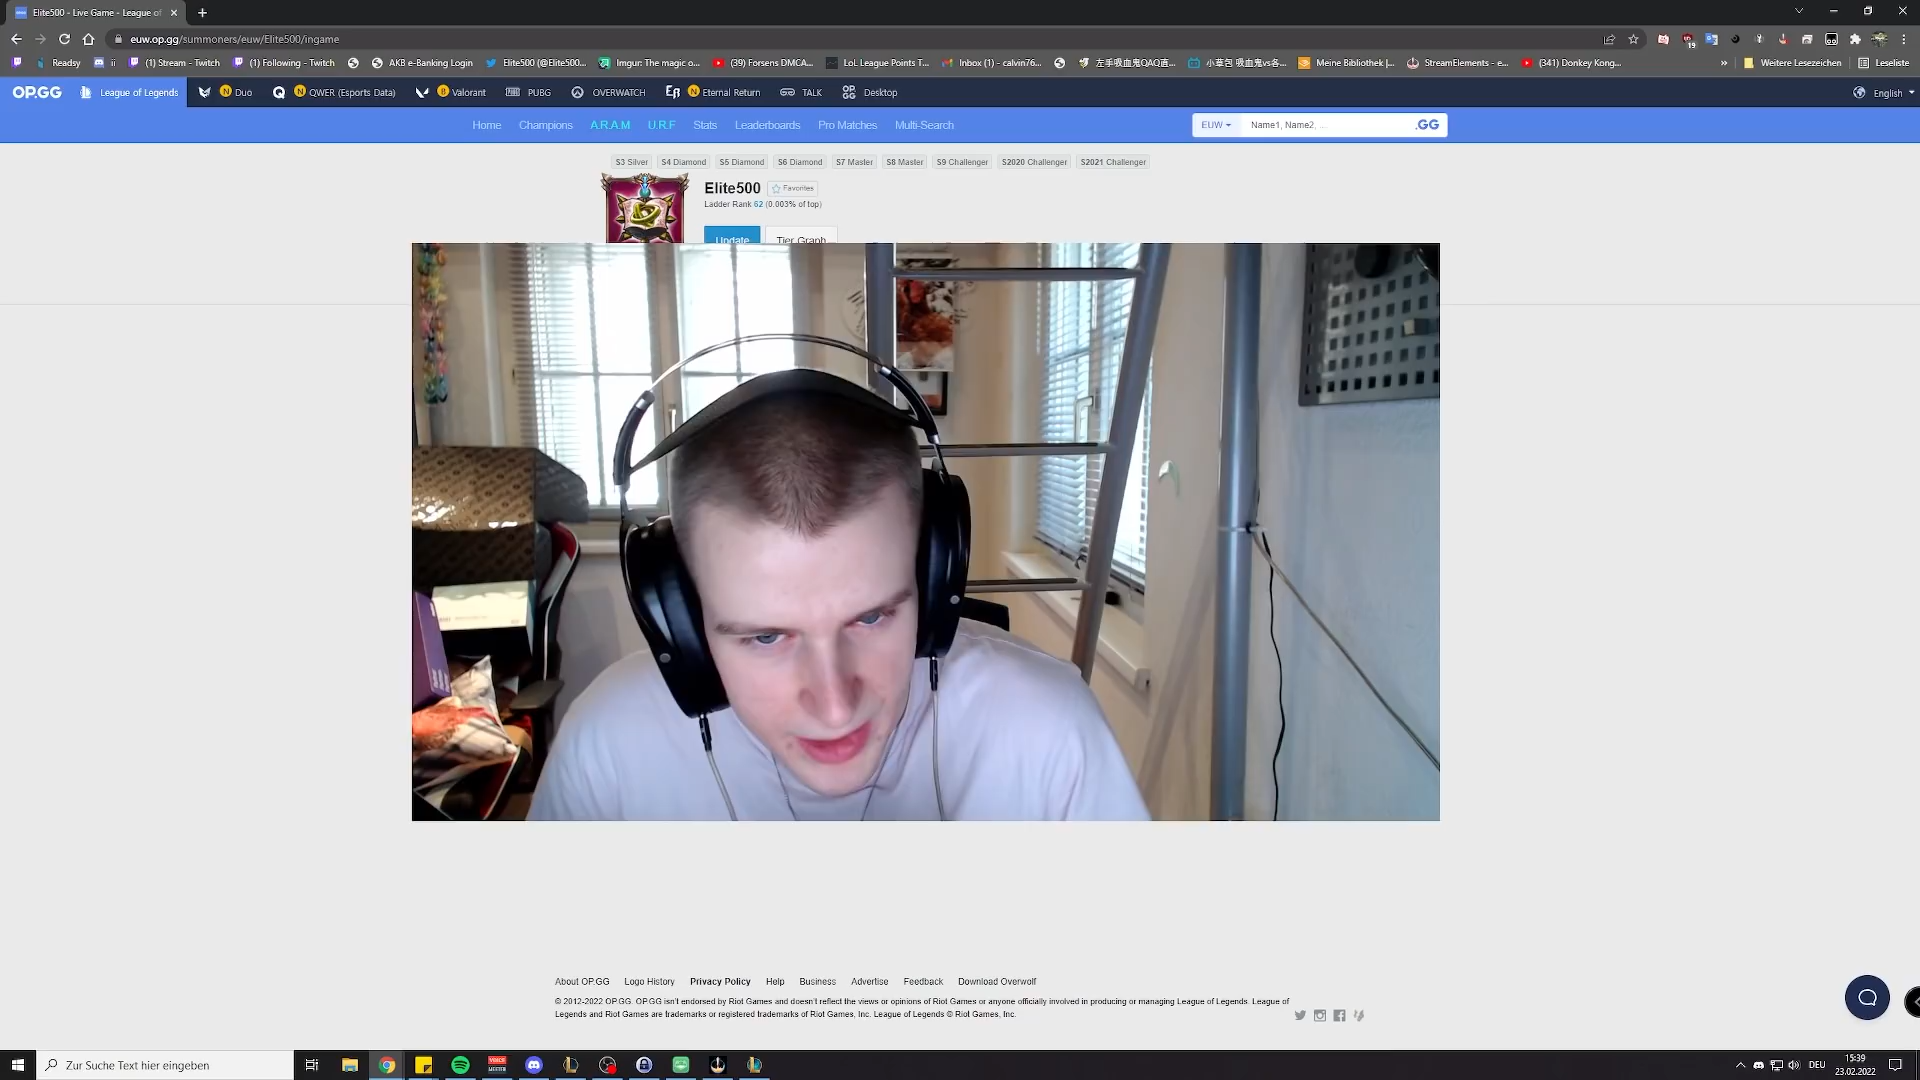 Elite500 - Live Game - League of
euw.op.gg/summoners/euw/Elite500/ingame
Readsy
ii
(1) Stream - Twitch
(1) Following - Twitch
AKB e-Banking Login
Elite500 (@Elite500...
Imgur: The magic o...
(39) Forsens DMCA...
LoL League Points T...
Inbox (1) - calvin76...
(341) Donkey Kong...
StreamElements - e...
Meine Bibliothek |...
»
Weitere Lesezeichen
Leseliste
OP.GG
League of Legends
N Duo
N QWER (Esports Data)
Valorant
PUBG
OVERWATCH
N Eternal Return
TALK
OP.GG Desktop
English
Home
Champions
A.R.A.M
U.R.F
Stats
Leaderboards
Pro Matches
Multi-Search
EUW
Name1, Name2, ...
.GG
S3 Silver
S4 Diamond
S5 Diamond
S6 Diamond
S7 Master
S8 Master
S9 Challenger
S2020 Challenger
S2021 Challenger
Elite500
Favorites
Ladder Rank 62 (0.003% of top)
Update
Tier Graph
About OP.GG
Logo History
Privacy Policy
Help
Business
Advertise
Feedback
Download Overwolf
© 2012-2022 OP.GG. OP.GG isn't endorsed by Riot Games and doesn't reflect the views or opinions of Riot Games or anyone officially involved in producing or managing League of Legends. League of
Legends and Riot Games are trademarks or registered trademarks of Riot Games, Inc. League of Legends © Riot Games, Inc.
Zur Suche Text hier eingeben
DEU
15:39
23.02.2022